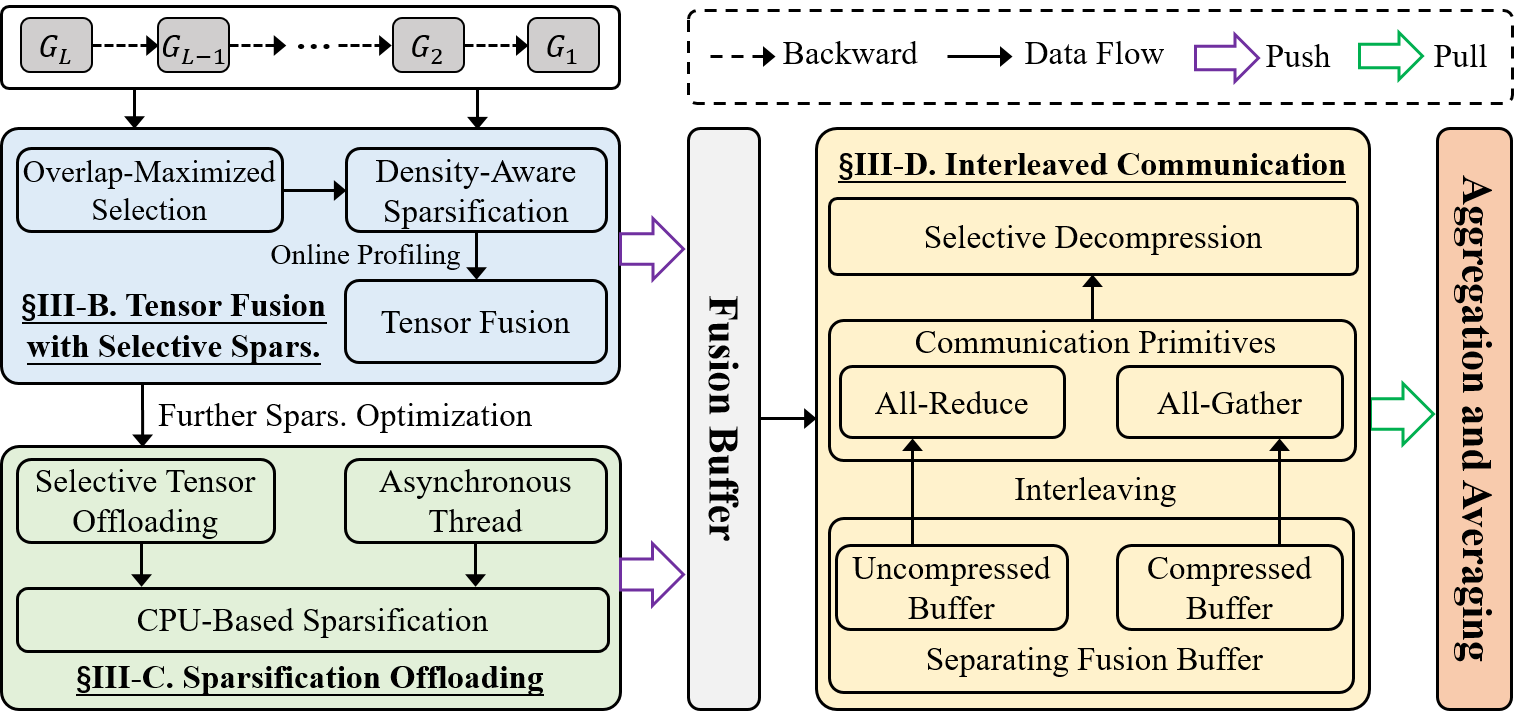 G_L G_{L-1} ... G_2 G_1
Backward Data Flow Push Pull
Overlap-Maximized
Selection
Density-Aware
Sparsification
Online Profiling
§III-B. Tensor Fusion
with Selective Spars.
Tensor Fusion
Further Spars. Optimization
Selective Tensor
Offloading
Asynchronous
Thread
CPU-Based Sparsification
§III-C. Sparsification Offloading
Fusion Buffer
§III-D. Interleaved Communication
Selective Decompression
Communication Primitives
All-Reduce
All-Gather
Interleaving
Uncompressed
Buffer
Compressed
Buffer
Separating Fusion Buffer
Aggregation and Averaging